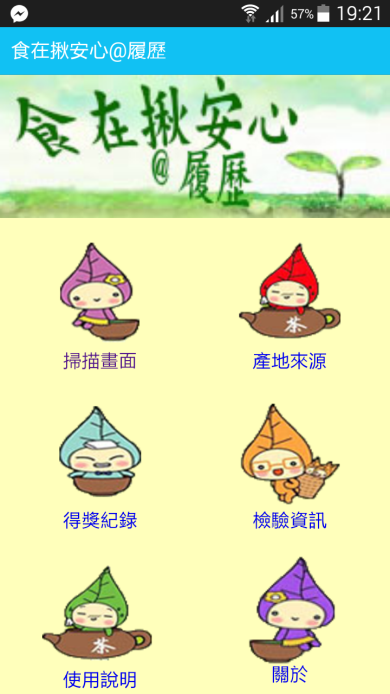 57% 19:21
食在揪安心@履歷
食在揪安心
@履歷
茶
掃描畫面 產地來源
得獎紀錄 檢驗資訊
茶
使用說明 關於